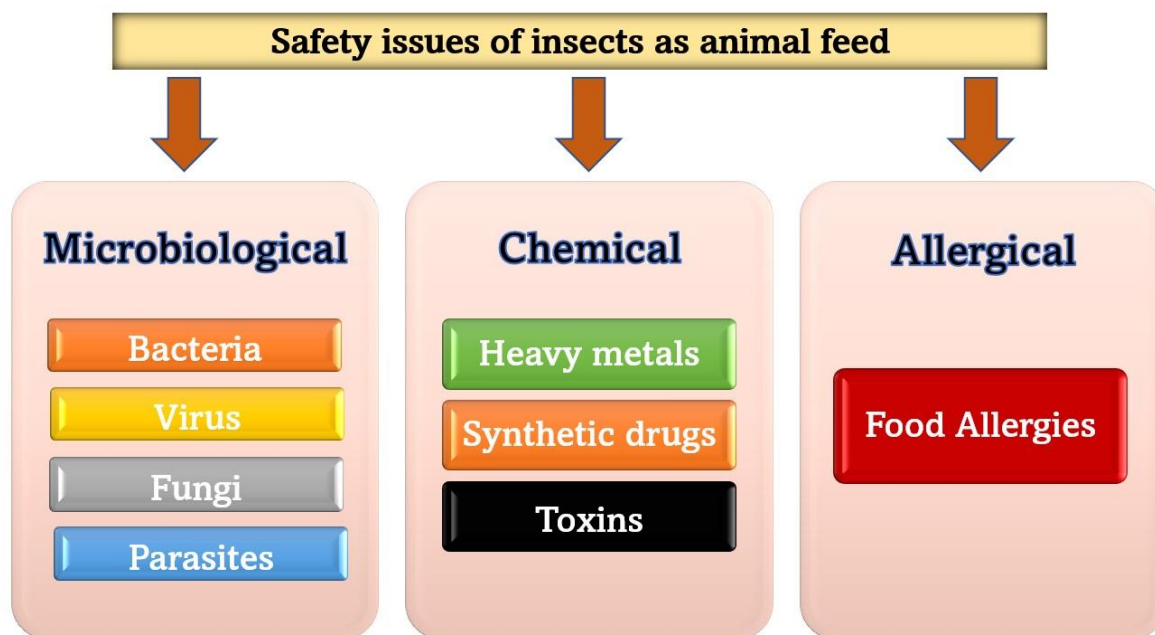 Safety issues of insects as animal feed
Microbiological
Bacteria
Virus
Fungi
Parasites
Chemical
Heavy metals
Synthetic drugs
Toxins
Allergical
Food Allergies